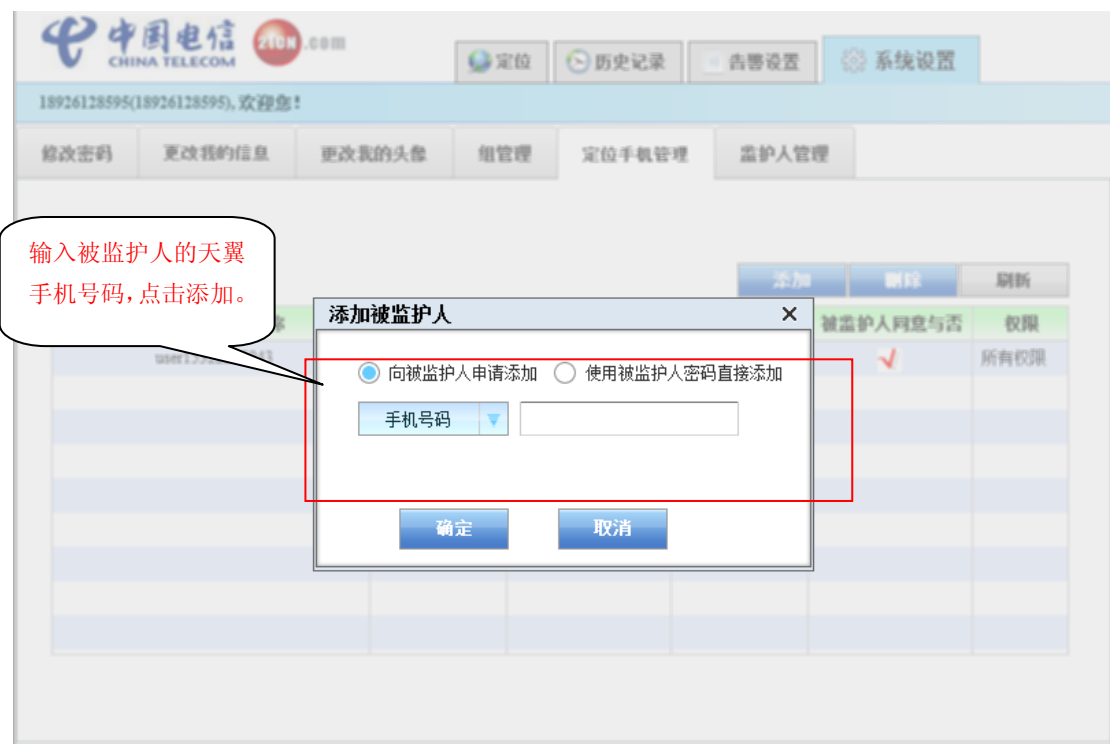 中国电信
CHINA TELECOM
21CN.com
定位
历史记录
告警设置
系统设置
18926128595(18926128595), 欢迎您!
修改密码
更改我的信息
更改我的头像
组管理
定位手机管理
监护人管理
输入被监护人的天翼
手机号码，点击添加。
添加
删除
刷新
添加被监护人
×
被监护人同意与否
权限
所有权限
向被监护人申请添加
使用被监护人密码直接添加
手机号码
确定
取消